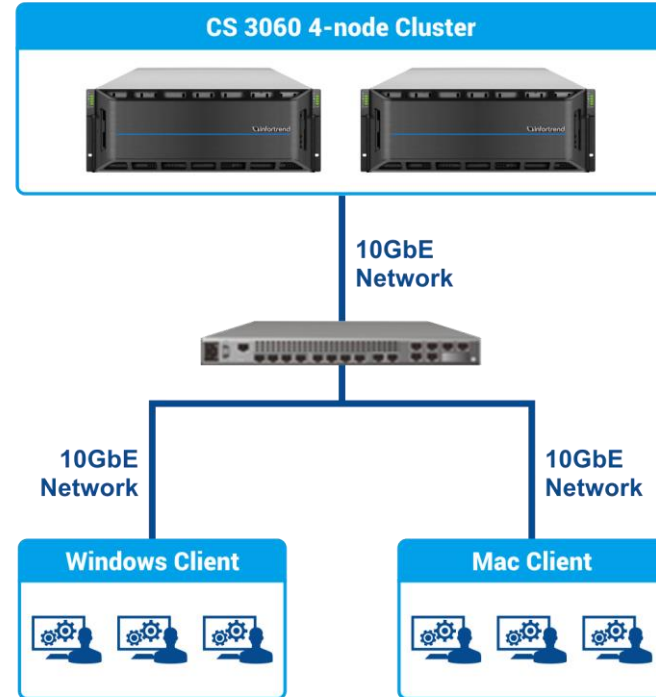 CS 3060 4-node Cluster
Infortrend
Infortrend
10GbE
Network
10GbE
Network
10GbE
Network
Windows Client
Mac Client